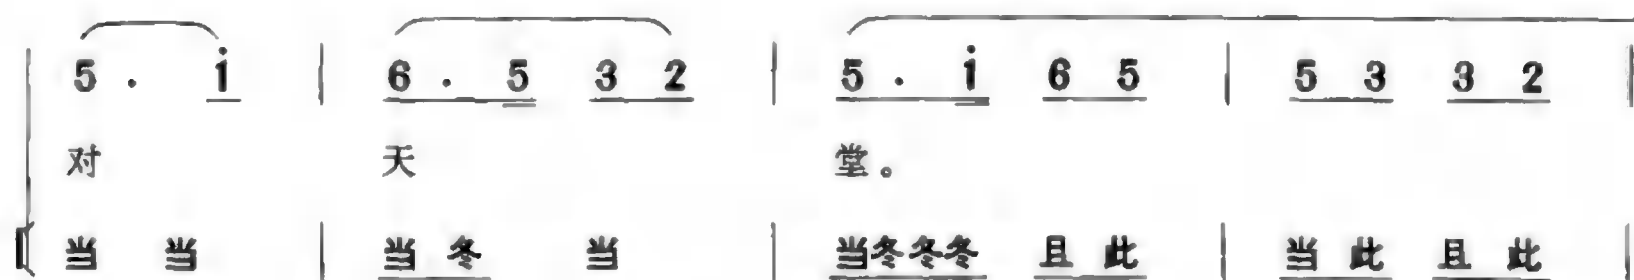 5 . i | 6 . 5 3 2 | 5 . i 6 5 | 5 3 3 2 |
对 天 堂。
当 当 | 当 冬 当 | 当冬冬冬 且 此 | 当 此 且 此 |